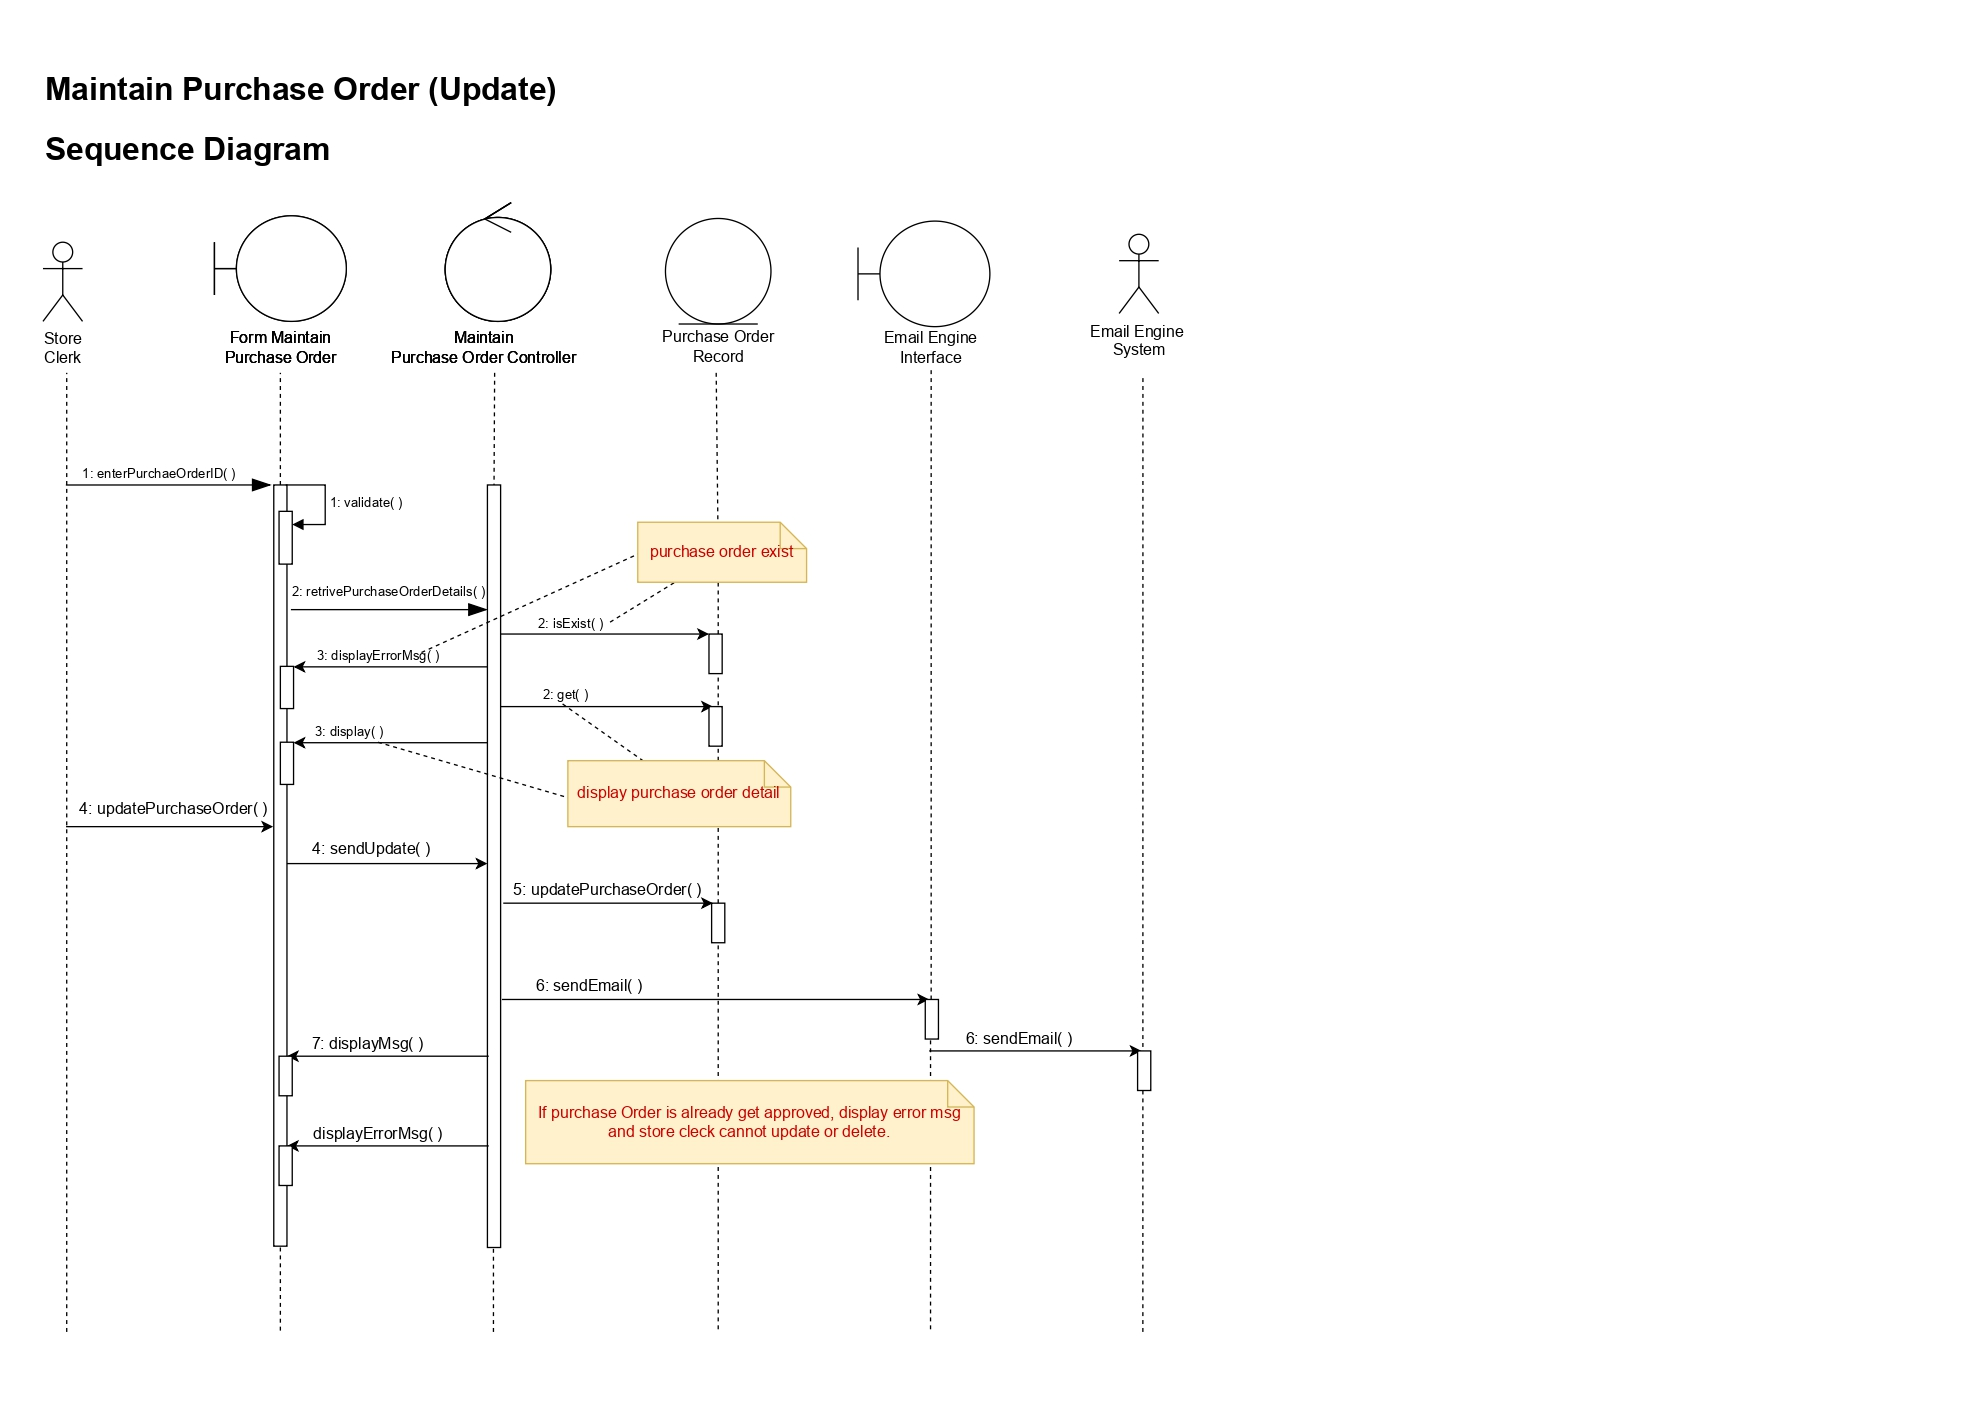 Maintain Purchase Order (Update)
Sequence Diagram
Store
Clerk
Form Maintain
Purchase Order
Maintain
Purchase Order Controller
Purchase Order
Record
Email Engine
Interface
Email Engine
System
1: enterPurchaeOrderID( )
1: validate( )
purchase order exist
2: retrivePurchaseOrderDetails( )
2: isExist( )
3: displayErrorMsg( )
2: get( )
3: display( )
display purchase order detail
4: updatePurchaseOrder( )
4: sendUpdate( )
5: updatePurchaseOrder( )
6: sendEmail( )
6: sendEmail( )
7: displayMsg( )
If purchase Order is already get approved, display error msg
and store cleck cannot update or delete.
displayErrorMsg( )